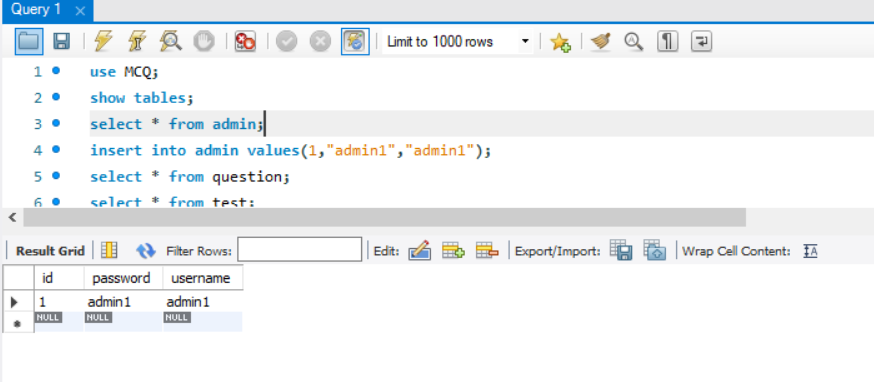 Query 1
Limit to 1000 rows
1 use MCQ;
2 show tables;
3 select * from admin;
4 insert into admin values(1,"admin1","admin1");
5 select * from question;
6 select * from test;
Result Grid Filter Rows: Edit: Export/Import: Wrap Cell Content: IA
id password username
1 admin1 admin1
NULL NULL NULL